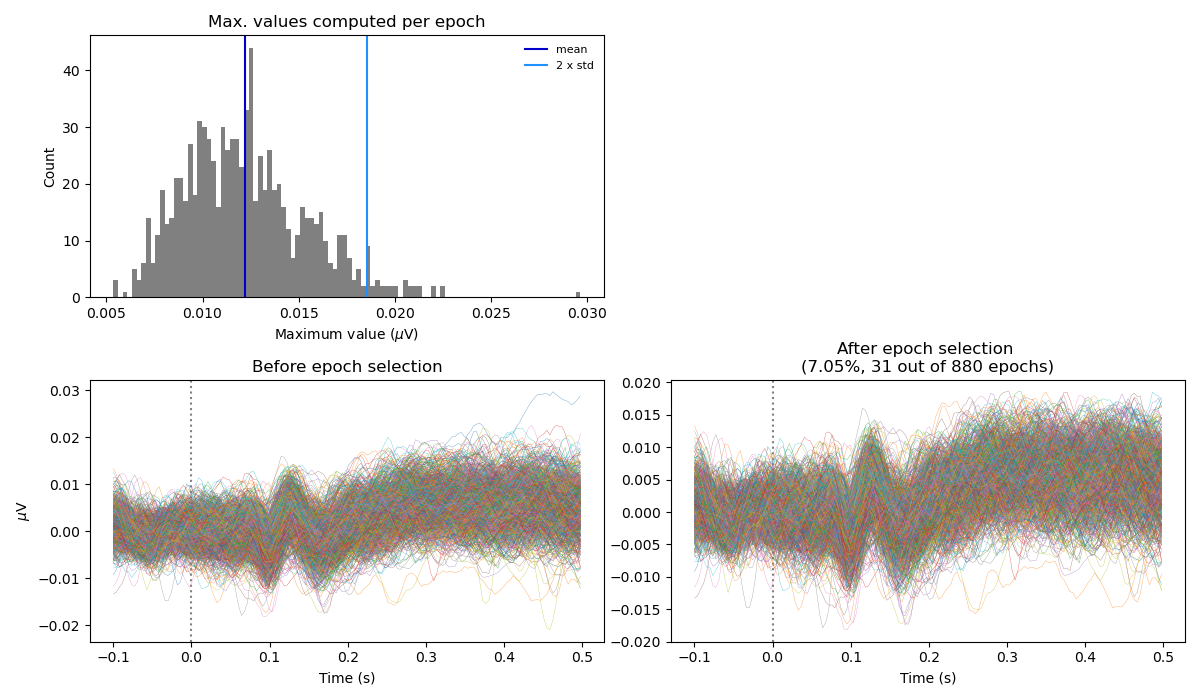 Max. values computed per epoch
mean
2 x std
Count
40
30
20
10
0
0.005 0.010 0.015 0.020 0.025 0.030
Maximum value (μV)
Before epoch selection
μV
0.03
0.02
0.01
0.00
−0.01
−0.02
−0.1 0.0 0.1 0.2 0.3 0.4 0.5
Time (s)
After epoch selection
(7.05%, 31 out of 880 epochs)
0.020
0.015
0.010
0.005
0.000
−0.005
−0.010
−0.015
−0.020
−0.1 0.0 0.1 0.2 0.3 0.4 0.5
Time (s)